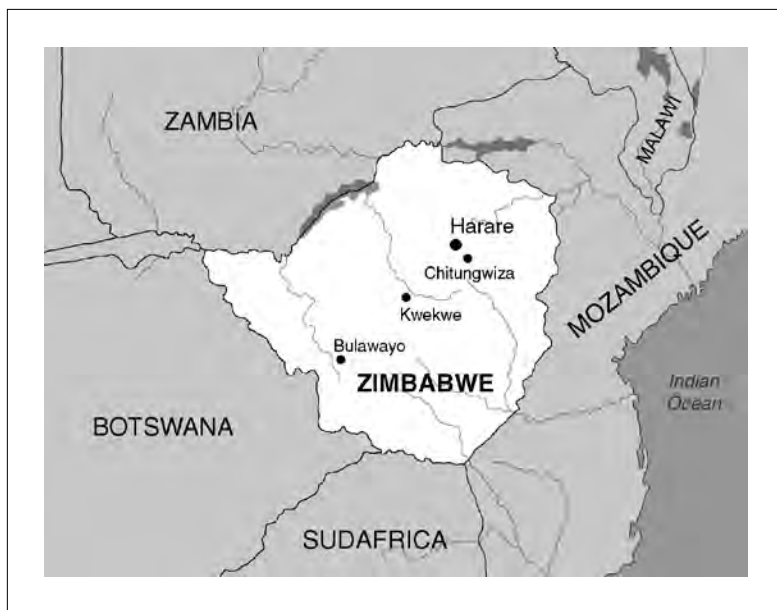 ZAMBIA
MALAWI
Harare
Chitungwiza
MOZAMBIQUE
Kwekwe
Bulawayo
ZIMBABWE
Indian
Ocean
BOTSWANA
SUDAFRICA